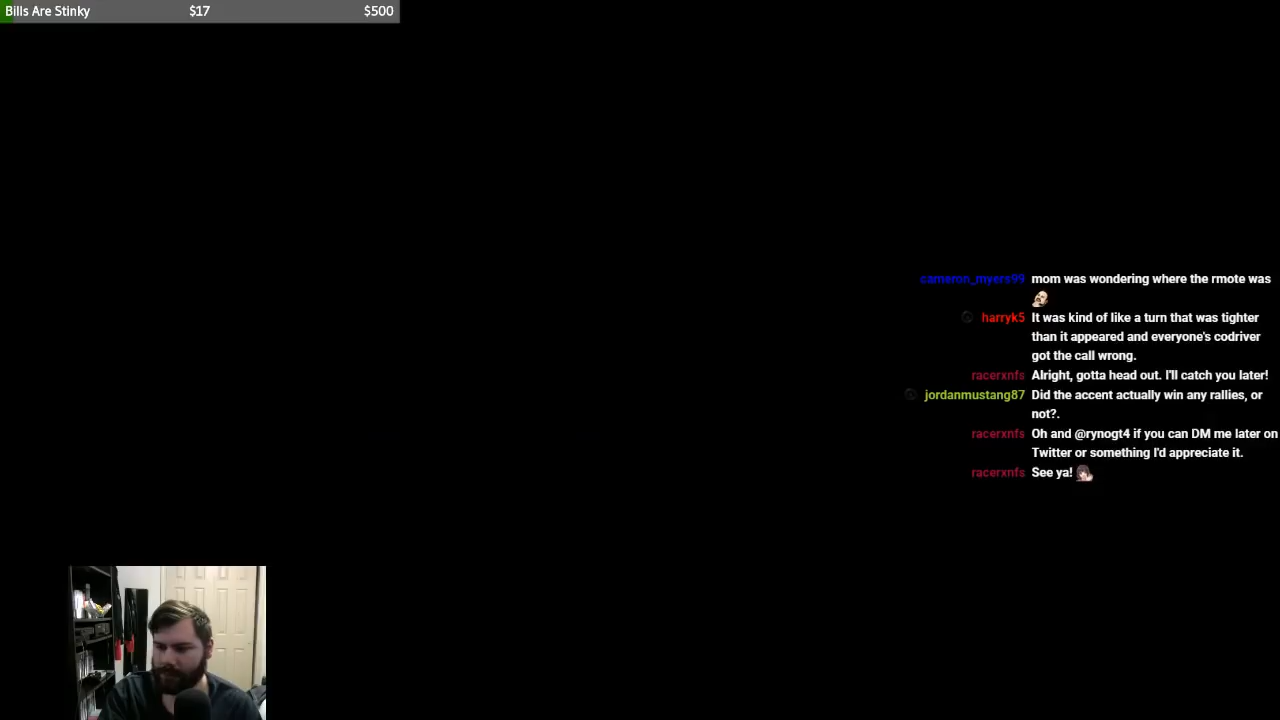 Bills Are Stinky $17 $500
cameron_myers99 mom was wondering where the rmote was
harryk5 It was kind of like a turn that was tighter
than it appeared and everyone's codriver
got the call wrong.
racerxnfs Alright, gotta head out. I'll catch you later!
jordanmustang87 Did the accent actually win any rallies, or
not?.
racerxnfs Oh and @rynogt4 if you can DM me later on
Twitter or something I'd appreciate it.
racerxnfs See ya!